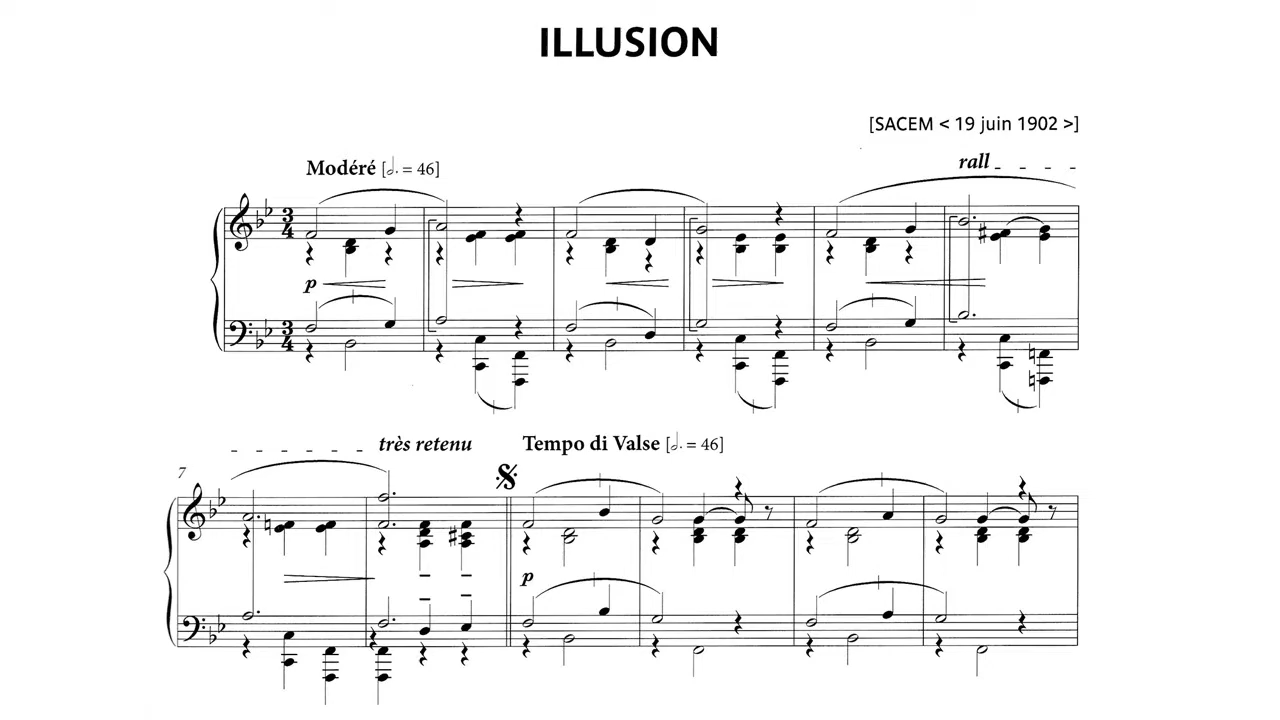 ILLUSION
[SACEM < 19 juin 1902 >]
Modéré [𝅗𝅥. = 46]
rall
p
7
très retenu
Tempo di Valse [𝅗𝅥. = 46]
p